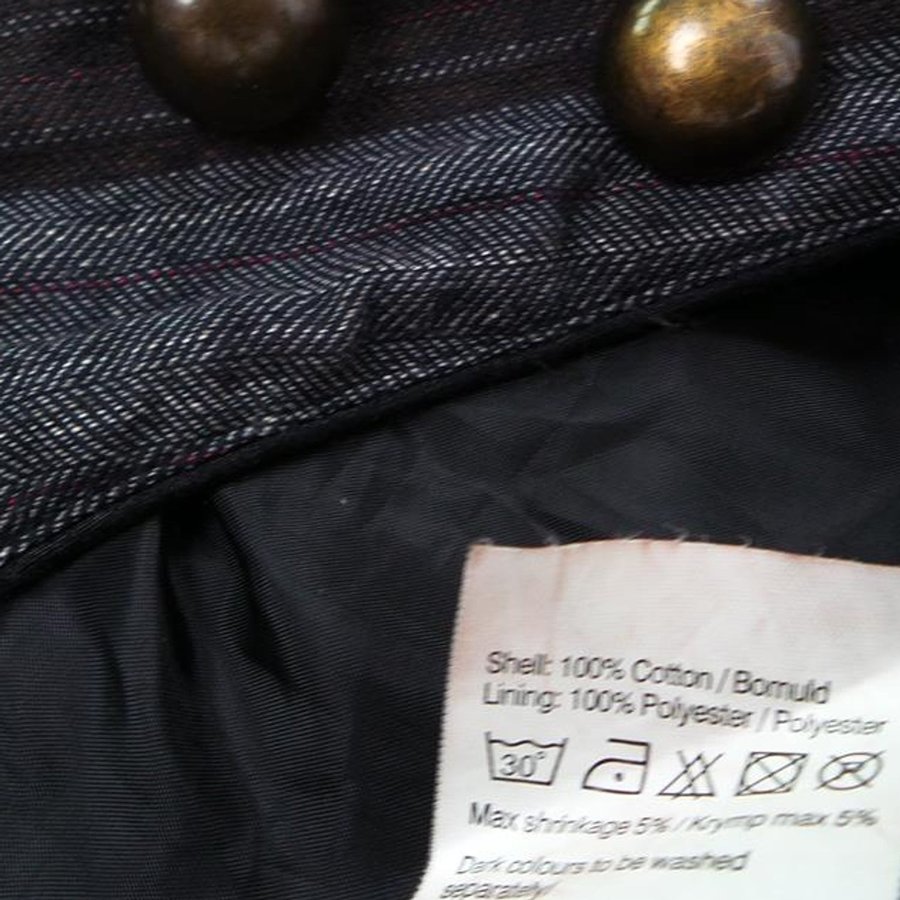 Shell: 100% Cotton / Bomuld
Lining: 100% Polyester / Polyester
30°
Max shrinkage 5% / Krymp max 5%
Dark colours to be washed
separately/